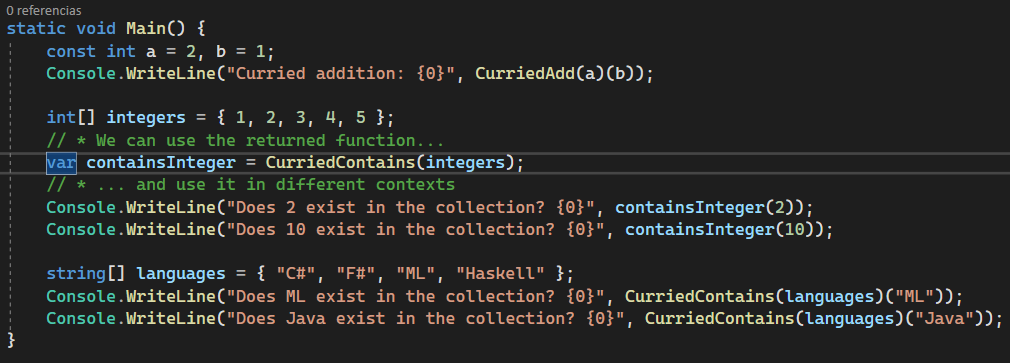 0 referencias
static void Main() {
const int a = 2, b = 1;
Console.WriteLine("Curried addition: {0}", CurriedAdd(a)(b));
int[] integers = { 1, 2, 3, 4, 5 };
// * We can use the returned function...
var containsInteger = CurriedContains(integers);
// * ... and use it in different contexts
Console.WriteLine("Does 2 exist in the collection? {0}", containsInteger(2));
Console.WriteLine("Does 10 exist in the collection? {0}", containsInteger(10));
string[] languages = { "C#", "F#", "ML", "Haskell" };
Console.WriteLine("Does ML exist in the collection? {0}", CurriedContains(languages)("ML"));
Console.WriteLine("Does Java exist in the collection? {0}", CurriedContains(languages)("Java"));
}